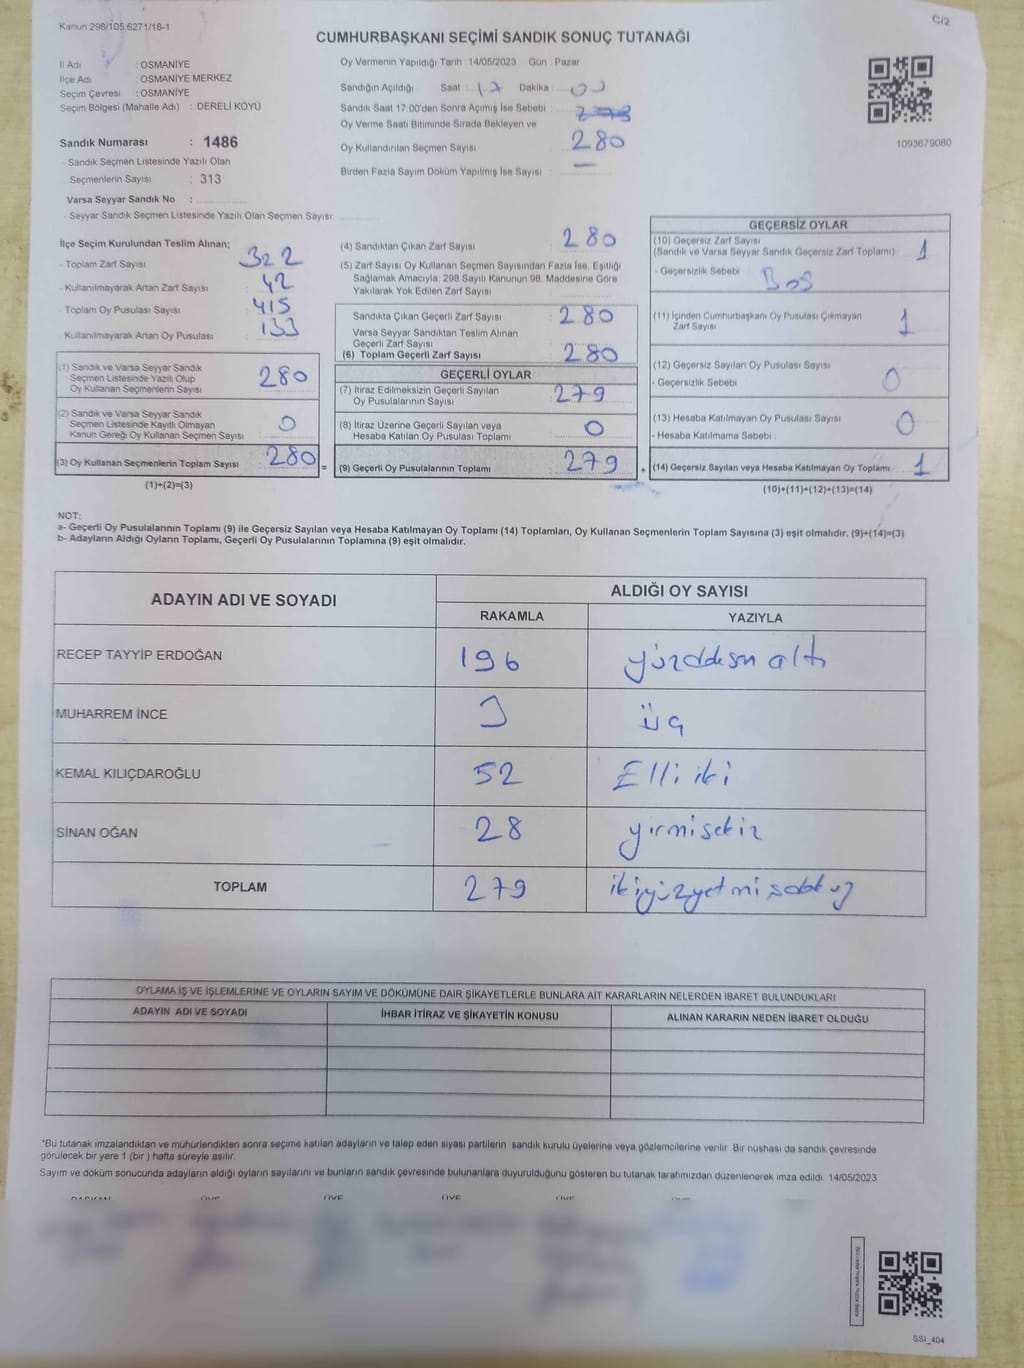 Kanun:298/105,6271/18-1
C/2
CUMHURBAŞKANI SEÇİMİ SANDIK SONUÇ TUTANAĞI
İl Adı : OSMANİYE
İlçe Adı : OSMANİYE MERKEZ
Seçim Çevresi : OSMANİYE
Seçim Bölgesi (Mahalle Adı) : DERELİ KÖYÜ
Oy Vermenin Yapıldığı Tarih :14/05/2023 Gün : Pazar
Sandığın Açıldığı Saat : 17 Dakika : 00
Sandık Saat 17:00'den Sonra Açımış İse Sebebi :
Oy Verme Saati Bitiminde Sırada Bekleyen ve
Oy Kullandırılan Seçmen Sayısı : 280
Birden Fazla Sayım Döküm Yapılmış İse Sayısı : —
1093679080
Sandık Numarası : 1486
- Sandık Seçmen Listesinde Yazılı Olan
Seçmenlerin Sayısı : 313
Varsa Seyyar Sandık No :
- Seyyar Sandık Seçmen Listesinde Yazılı Olan Seçmen Sayısı:
İlçe Seçim Kurulundan Teslim Alınan;
- Toplam Zarf Sayısı 322
- Kullanılmayarak Artan Zarf Sayısı 42
- Toplam Oy Pusulası Sayısı 415
Kullanılmayarak Artan Oy Pusulası 133
(1) Sandık ve Varsa Seyyar Sandık
Seçmen Listesinde Yazılı Olup
Oy Kullanan Seçmenlerin Sayısı 280
(2) Sandık ve Varsa Seyyar Sandık
Seçmen Listesinde Kayıtlı Olmayan
Kanun Gereği Oy Kullanan Seçmen Sayısı 0
(3) Oy Kullanan Seçmenlerin Toplam Sayısı 280 =
(1)+(2)=(3)
(4) Sandıktan Çıkan Zarf Sayısı 280
(5) Zarf Sayısı Oy Kullanan Seçmen Sayısından Fazla İse, Eşitliği
Sağlamak Amacıyla, 298 Sayılı Kanunun 98. Maddesine Göre
Yakılarak Yok Edilen Zarf Sayısı
Sandıkta Çıkan Geçerli Zarf Sayısı 280
Varsa Seyyar Sandıktan Teslim Alınan
Geçerli Zarf Sayısı
(6) Toplam Geçerli Zarf Sayısı 280
GEÇERLİ OYLAR
(7) İtiraz Edilmeksizin Geçerli Sayılan
Oy Pusulalarının Sayısı 279
(8) İtiraz Üzerine Geçerli Sayılan veya
Hesaba Katılan Oy Pusulası Toplamı 0
(9) Geçerli Oy Pusulalarının Toplamı 279 +
GEÇERSİZ OYLAR
(10) Geçersiz Zarf Sayısı
(Sandık ve Varsa Seyyar Sandık Geçersiz Zarf Toplamı) 1
- Geçersizlik Sebebi Boş
(11) İçinden Cumhurbaşkanı Oy Pusulası Çıkmayan
Zarf Sayısı 1
(12) Geçersiz Sayılan Oy Pusulası Sayısı
- Geçersizlik Sebebi 0
(13) Hesaba Katılmayan Oy Pusulası Sayısı
- Hesaba Katılmama Sebebi : 0
(14) Geçersiz Sayılan veya Hesaba Katılmayan Oy Toplamı 1
(10)+(11)+(12)+(13)=(14)
NOT:
a- Geçerli Oy Pusulalarının Toplamı (9) ile Geçersiz Sayılan veya Hesaba Katılmayan Oy Toplamı (14) Toplamları, Oy Kullanan Seçmenlerin Toplam Sayısına (3) eşit olmalıdır. (9)+(14)=(3)
b- Adayların Aldığı Oyların Toplamı, Geçerli Oy Pusulalarının Toplamına (9) eşit olmalıdır.
ADAYIN ADI VE SOYADI
ALDIĞI OY SAYISI
RAKAMLA YAZIYLA
RECEP TAYYİP ERDOĞAN 196 yüzddsn altı
MUHARREM İNCE 3 üç
KEMAL KILIÇDAROĞLU 52 Elli iki
SİNAN OĞAN 28 yirmisekiz
TOPLAM 279
OYLAMA İŞ VE İŞLEMLERİNE VE OYLARIN SAYIM VE DÖKÜMÜNE DAİR ŞİKAYETLERLE BUNLARA AİT KARARLARIN NELERDEN İBARET BULUNDUKLARI
ADAYIN ADI VE SOYADI İHBAR İTİRAZ VE ŞİKAYETİN KONUSU ALINAN KARARIN NEDEN İBARET OLDUĞU
*Bu tutanak imzalandıktan ve mühürlendikten sonra seçime katılan adayların ve talep eden siyasi partilerin sandık kurulu üyelerine veya gözlemcilerine verilir. Bir nushası da sandık çevresinde
görülecek bir yere 1 (bir ) hafta süreyle asılır.
Sayım ve döküm sonucunda adayların aldığı oyların sayılarını ve bunların sandık çevresinde bulunanlara duyurulduğunu gösteren bu tutanak tarafımızdan düzenlenerek imza edildi. 14/05/2023
BAŞKAN ÜYE ÜYE ÜYE ÜYE
SSI_404